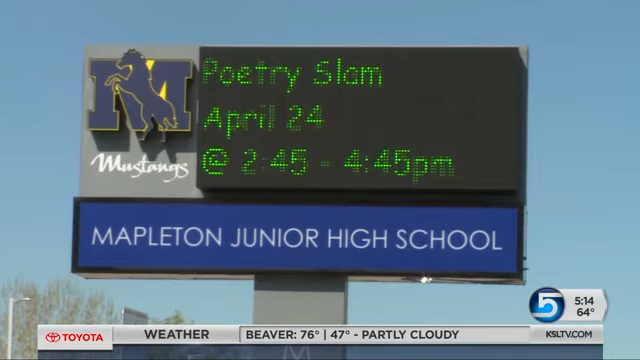 Poetry Slam
April 24
@ 2:45 - 4:45pm
M
Mustangs
MAPLETON JUNIOR HIGH SCHOOL
5
5:14
64°
TOYOTA
WEATHER
BEAVER: 76° | 47° - PARTLY CLOUDY
KSLTV.COM
M